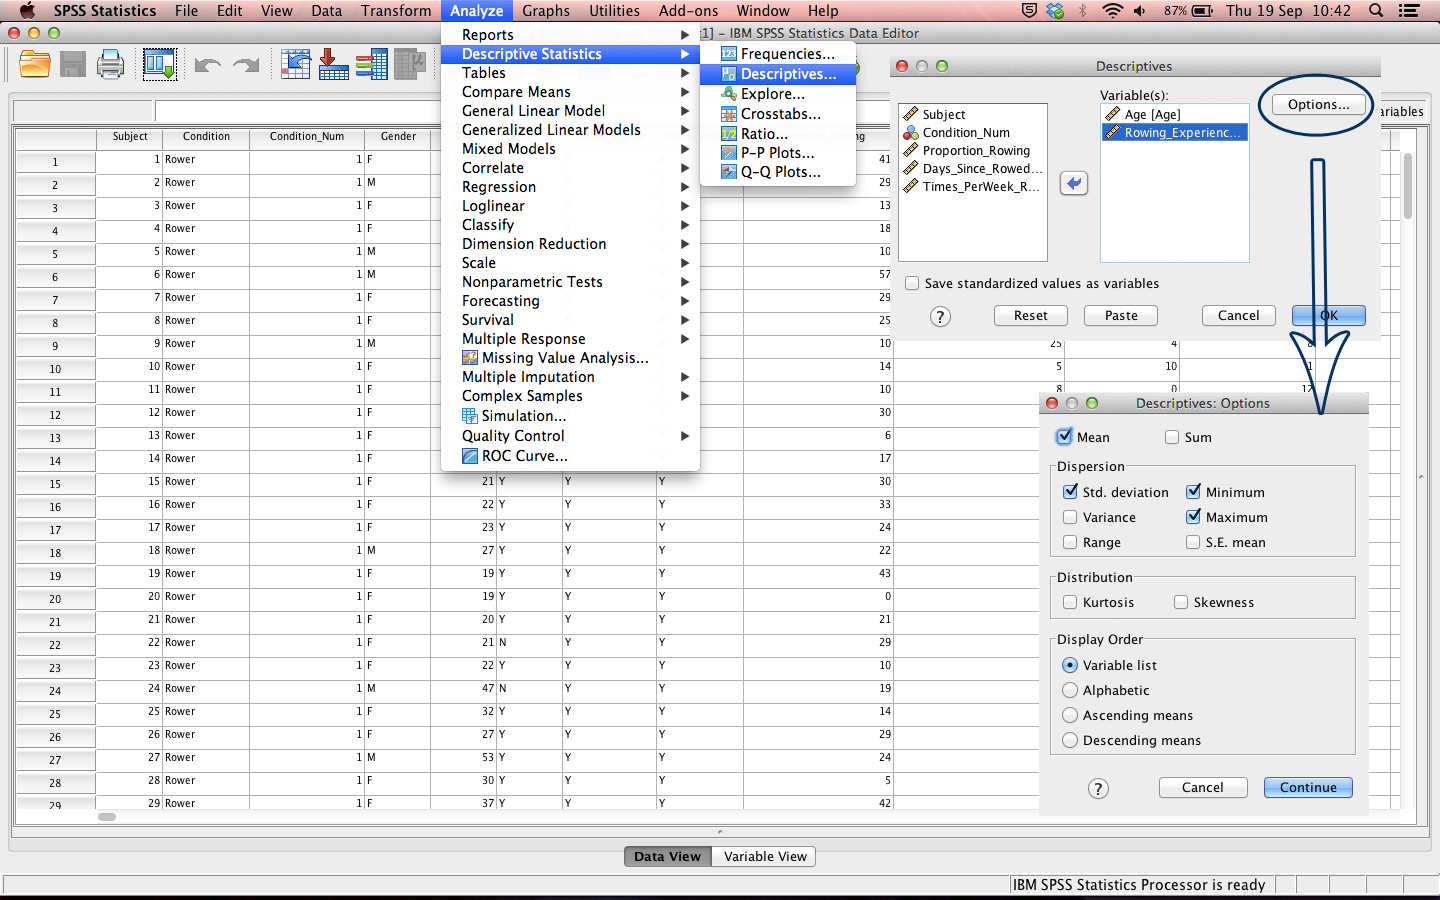 SPSS Statistics File Edit View Data Transform Analyze Graphs Utilities Add-ons Window Help 87% Thu 19 Sep 10:42
t1] – IBM SPSS Statistics Data Editor
Reports
Descriptive Statistics
Tables
Compare Means
General Linear Model
Generalized Linear Models
Mixed Models
Correlate
Regression
Loglinear
Classify
Dimension Reduction
Scale
Nonparametric Tests
Forecasting
Survival
Multiple Response
Missing Value Analysis...
Multiple Imputation
Complex Samples
Simulation...
Quality Control
ROC Curve...
Frequencies...
Descriptives...
Explore...
Crosstabs...
Ratio...
P-P Plots...
Q-Q Plots...
Descriptives
Variable(s):
Subject
Condition_Num
Proportion_Rowing
Days_Since_Rowed...
Times_PerWeek_R...
Age [Age]
Rowing_Experienc...
Options...
Save standardized values as variables
? Reset Paste Cancel OK
ariables
Descriptives: Options
Mean Sum
Dispersion
Std. deviation Minimum
Variance Maximum
Range S.E. mean
Distribution
Kurtosis Skewness
Display Order
Variable list
Alphabetic
Ascending means
Descending means
? Cancel Continue
Subject Condition Condition_Num Gender ing
1 1 Rower 1 F 41
2 2 Rower 1 M 29
3 3 Rower 1 F 13
4 4 Rower 1 F 18
5 5 Rower 1 M 10
6 6 Rower 1 M 57
7 7 Rower 1 F 29
8 8 Rower 1 F 25
9 9 Rower 1 M 10 25 4 8
10 10 Rower 1 F 14 5 10 1
11 11 Rower 1 F 10 8 0 12
12 12 Rower 1 F 30
13 13 Rower 1 F 6
14 14 Rower 1 F 17
15 15 Rower 1 F 21 Y Y Y 30
16 16 Rower 1 F 22 Y Y Y 33
17 17 Rower 1 F 23 Y Y Y 24
18 18 Rower 1 M 27 Y Y Y 22
19 19 Rower 1 F 19 Y Y Y 43
20 20 Rower 1 F 19 Y Y Y 0
21 21 Rower 1 F 20 Y Y Y 21
22 22 Rower 1 F 21 N Y Y 29
23 23 Rower 1 F 22 Y Y Y 10
24 24 Rower 1 M 47 N Y Y 19
25 25 Rower 1 F 32 Y Y Y 14
26 26 Rower 1 F 27 Y Y Y 29
27 27 Rower 1 M 53 Y Y Y 24
28 28 Rower 1 F 30 Y Y Y 5
29 29 Rower 1 F 37 Y Y Y 42
Data View Variable View
IBM SPSS Statistics Processor is ready